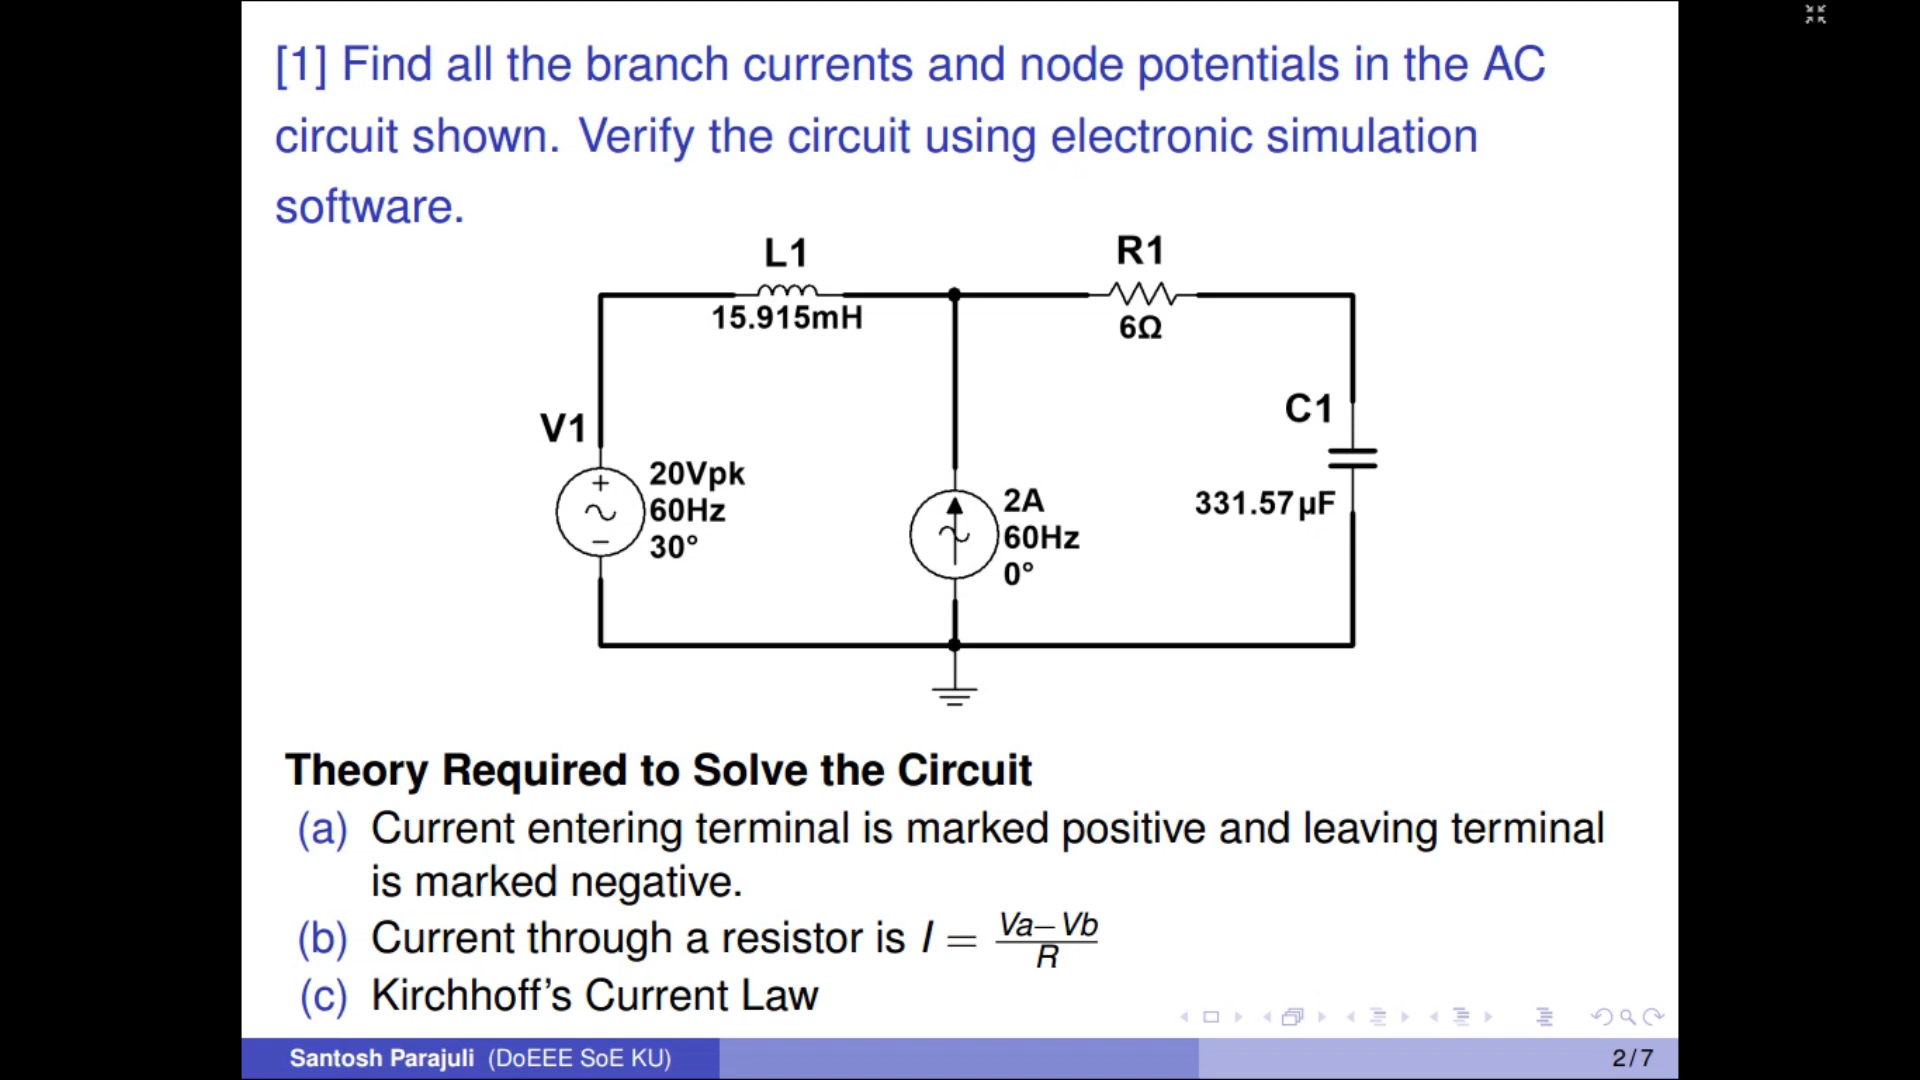 [1] Find all the branch currents and node potentials in the AC
circuit shown. Verify the circuit using electronic simulation
software.
L1
15.915mH
R1
6Ω
V1
20Vpk
60Hz
30°
2A
60Hz
0°
C1
331.57µF
Theory Required to Solve the Circuit
(a) Current entering terminal is marked positive and leaving terminal
is marked negative.
(b) Current through a resistor is I = Va−Vb / R
(c) Kirchhoff's Current Law
Santosh Parajuli (DoEEE SoE KU)
2/7